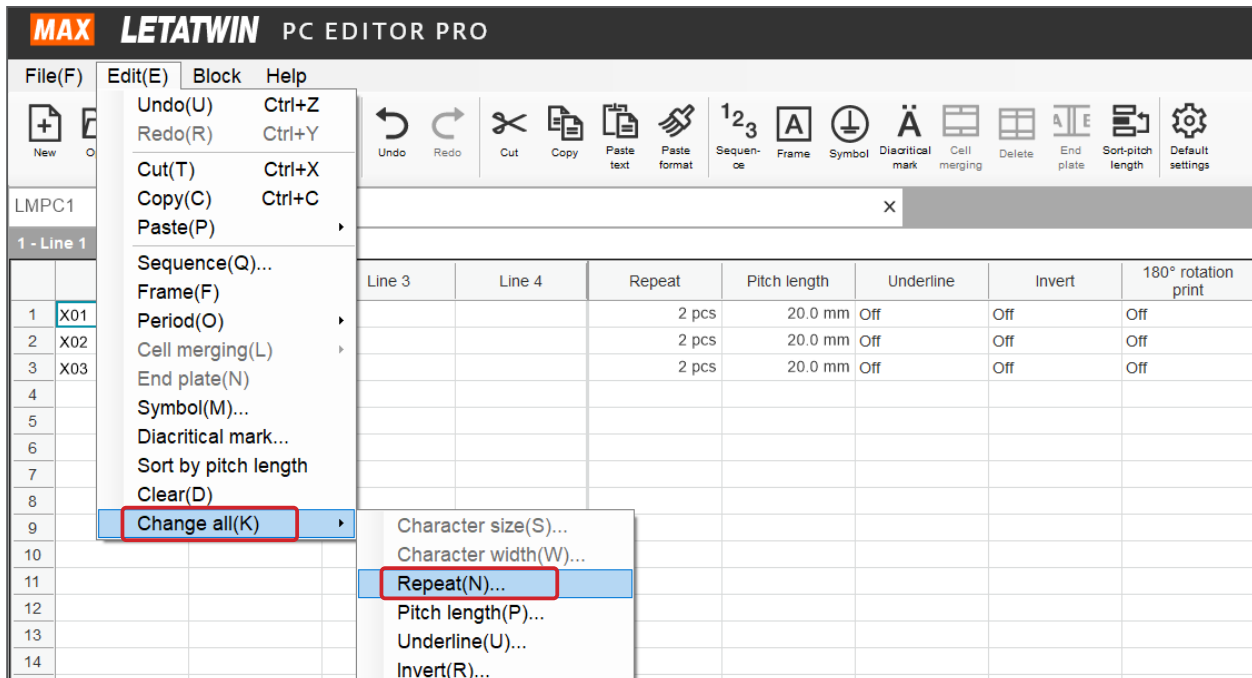 MAX LETATWIN PC EDITOR PRO
File(F) Edit(E) Block Help
Undo(U) Ctrl+Z
Redo(R) Ctrl+Y
Cut(T) Ctrl+X
Copy(C) Ctrl+C
Paste(P)
Sequence(Q)...
Frame(F)
Period(O)
Cell merging(L)
End plate(N)
Symbol(M)...
Diacritical mark...
Sort by pitch length
Clear(D)
Change all(K)
Character size(S)...
Character width(W)...
Repeat(N)...
Pitch length(P)...
Underline(U)...
Invert(R)...
New O Undo Redo Cut Copy Paste text Paste format Sequen-ce Frame Symbol Diacritical mark Cell merging Delete End plate Sort-pitch length Default settings
LMPC1 ×
1 - Line 1
Line 3 Line 4 Repeat Pitch length Underline Invert 180° rotation print
1 X01 2 pcs 20.0 mm Off Off Off
2 X02 2 pcs 20.0 mm Off Off Off
3 X03 2 pcs 20.0 mm Off Off Off
4
5
6
7
8
9
10
11
12
13
14